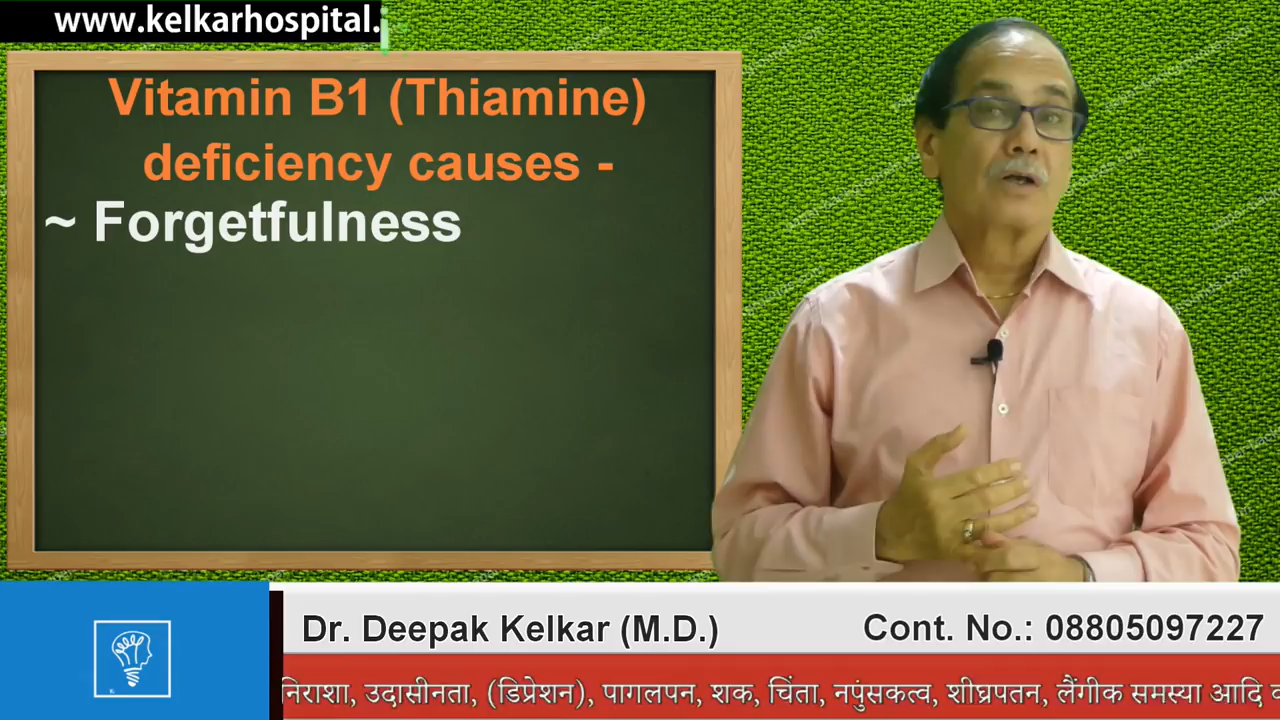 www.kelkarhospital.
Vitamin B1 (Thiamine)
deficiency causes -
~ Forgetfulness
Dr. Deepak Kelkar (M.D.)
Cont. No.: 08805097227
निराशा, उदासीनता, (डिप्रेशन), पागलपन, शक, चिंता, नपुंसकत्व, शीघ्रपतन, लैंगीक समस्या आदि